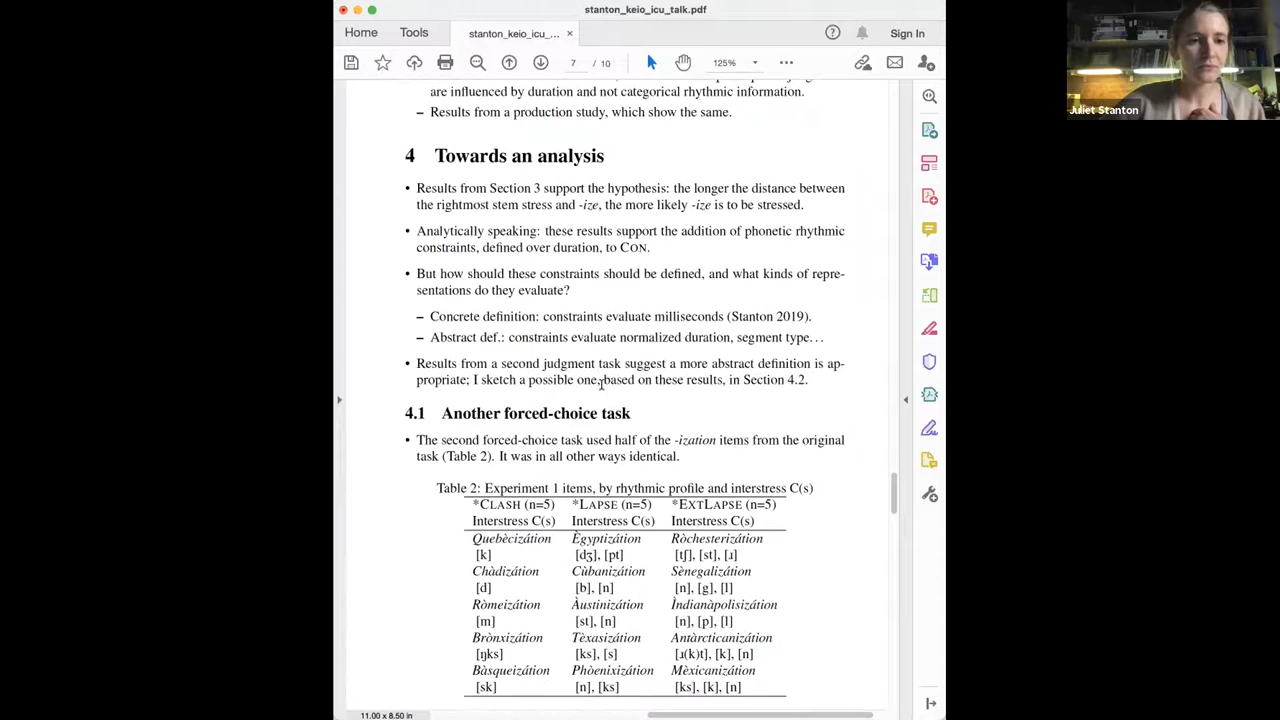 stanton_keio_icu_talk.pdf
Home
Tools
stanton_keio_icu_... ×
Sign In
7 / 10
125%
are influenced by duration and not categorical rhythmic information.
– Results from a production study, which show the same.
4 Towards an analysis
• Results from Section 3 support the hypothesis: the longer the distance between
the rightmost stem stress and -ize, the more likely -ize is to be stressed.
• Analytically speaking: these results support the addition of phonetic rhythmic
constraints, defined over duration, to CON.
• But how should these constraints should be defined, and what kinds of repre-
sentations do they evaluate?
– Concrete definition: constraints evaluate milliseconds (Stanton 2019).
– Abstract def.: constraints evaluate normalized duration, segment type…
• Results from a second judgment task suggest a more abstract definition is ap-
propriate; I sketch a possible one, based on these results, in Section 4.2.
4.1 Another forced-choice task
• The second forced-choice task used half of the -ization items from the original
task (Table 2). It was in all other ways identical.
Table 2: Experiment 1 items, by rhythmic profile and interstress C(s)
*CLASH (n=5) *LAPSE (n=5) *EXTLAPSE (n=5)
Interstress C(s) Interstress C(s) Interstress C(s)
Quebècizátion Ègyptizátion Ròchesterizátion
[k] [dʒ], [pt] [tʃ], [st], [ɹ]
Chàdizátion Cùbanizátion Sènegalizátion
[d] [b], [n] [n], [g], [l]
Ròmeizátion Àustinizátion Ìndianàpolisizátion
[m] [st], [n] [n], [p], [l]
Brònxizátion Tèxasizátion Antàrcticanizátion
[ŋks] [ks], [s] [ɹ(k)t], [k], [n]
Bàsqueizátion Phòenixizátion Mèxicanizátion
[sk] [n], [ks] [ks], [k], [n]
11.00 x 8.50 in
Juliet Stanton